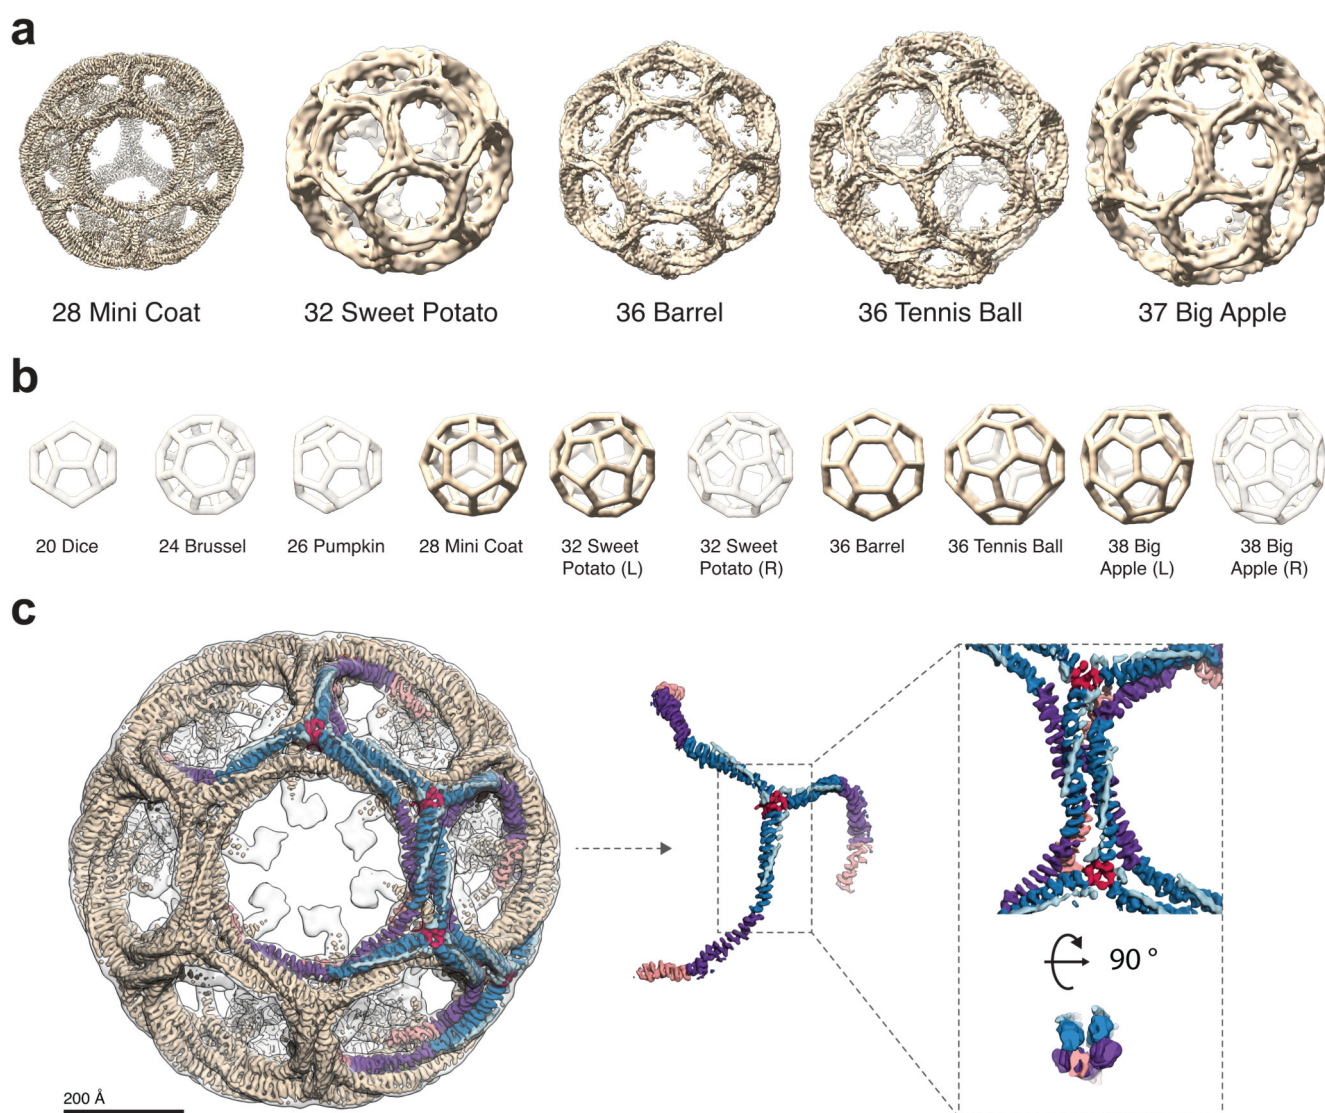 a
28 Mini Coat
32 Sweet Potato
36 Barrel
36 Tennis Ball
37 Big Apple
b
20 Dice
24 Brussel
26 Pumpkin
28 Mini Coat
32 Sweet
Potato (L)
32 Sweet
Potato (R)
36 Barrel
36 Tennis Ball
38 Big
Apple (L)
38 Big
Apple (R)
c
90 °
200 Å